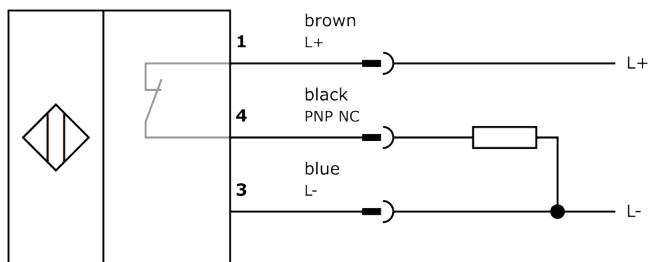 brown
1 L+
L+
black
4 PNP NC
blue
3 L-
L-